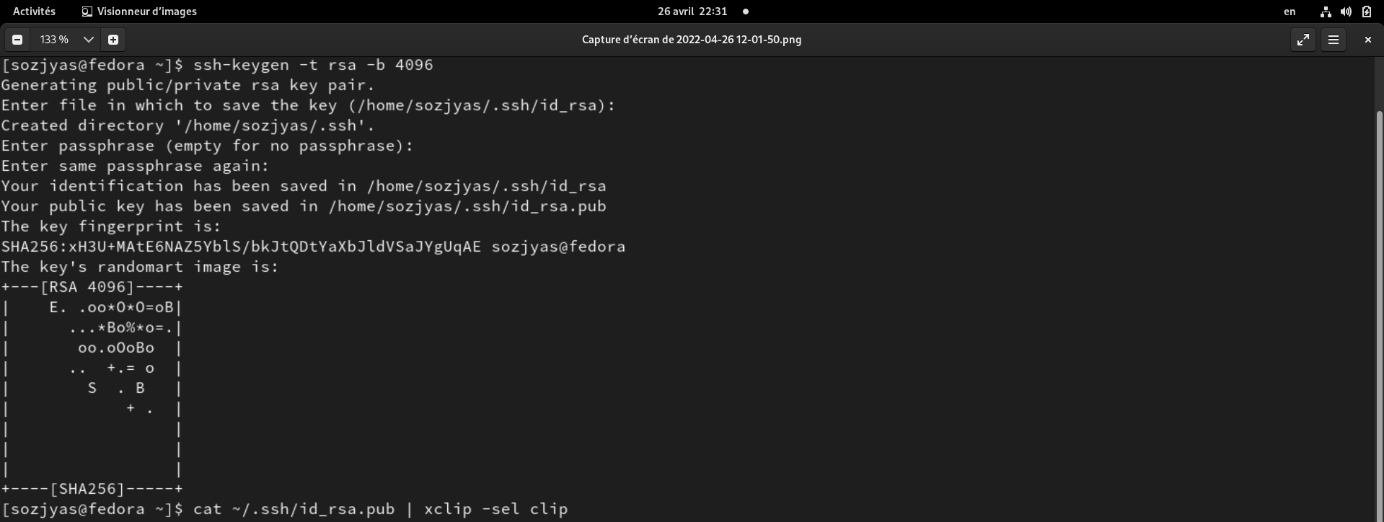 Activités Visionneur d'images 26 avril 22:31 en
133 % Capture d'écran de 2022-04-26 12-01-50.png
[sozjyas@fedora ~]$ ssh-keygen -t rsa -b 4096
Generating public/private rsa key pair.
Enter file in which to save the key (/home/sozjyas/.ssh/id_rsa):
Created directory '/home/sozjyas/.ssh'.
Enter passphrase (empty for no passphrase):
Enter same passphrase again:
Your identification has been saved in /home/sozjyas/.ssh/id_rsa
Your public key has been saved in /home/sozjyas/.ssh/id_rsa.pub
The key fingerprint is:
SHA256:xH3U+MAtE6NAZ5YblS/bkJtQDtYaXbJldVSaJYgUqAE sozjyas@fedora
The key's randomart image is:
+---[RSA 4096]----+
|    E. .oo*O*O=oB|
|      ...*Bo%*o=.|
|       oo.oOoBo  |
|      ..  +.= o  |
|        S  . B   |
|            + .  |
|                 |
|                 |
|                 |
+----[SHA256]-----+
[sozjyas@fedora ~]$ cat ~/.ssh/id_rsa.pub | xclip -sel clip